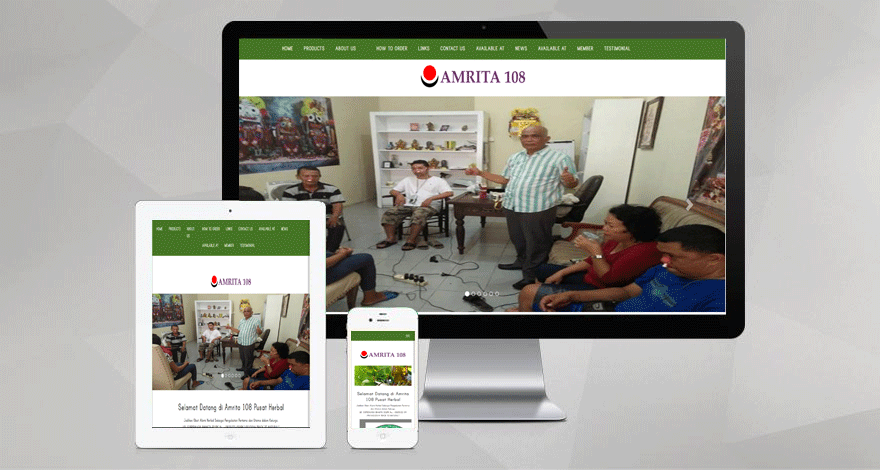 HOME PRODUCTS ABOUT US HOW TO ORDER LINKS CONTACT US AVAILABLE AT NEWS AVAILABLE AT MEMBER TESTIMONIAL
AMRITA 108
HOME PRODUCTS ABOUT US HOW TO ORDER LINKS CONTACT US AVAILABLE AT NEWS
AVAILABLE AT MEMBER TESTIMONIAL
AMRITA 108
Selamat Datang di Amrita 108 Pusat Herbal
AMRITA 108
Selamat Datang di Amrita
108 Pusat Herbal